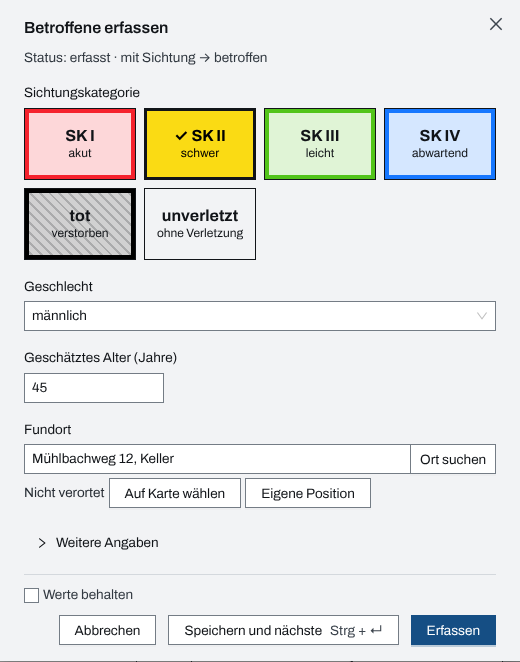 Betroffene erfassen
Status: erfasst · mit Sichtung → betroffen
Sichtungskategorie
✓ SK I SK II SK III SK IV
akut schwer leicht abwartend
tot unverletzt
verstorben ohne Verletzung
Geschlecht
männlich
Geschätztes Alter (Jahre)
45
Fundort
Mühlbachweg 12, Keller Ort suchen
Nicht verortet Auf Karte wählen Eigene Position
Weitere Angaben
Werte behalten
Abbrechen Speichern und nächste Strg + ↵ Erfassen